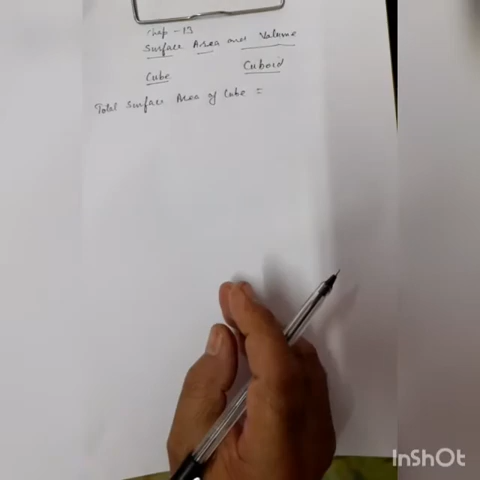 Chap - 13
Surface Area and Volume
Cube Cuboid
Total Surface Area of Cube =
InShOt